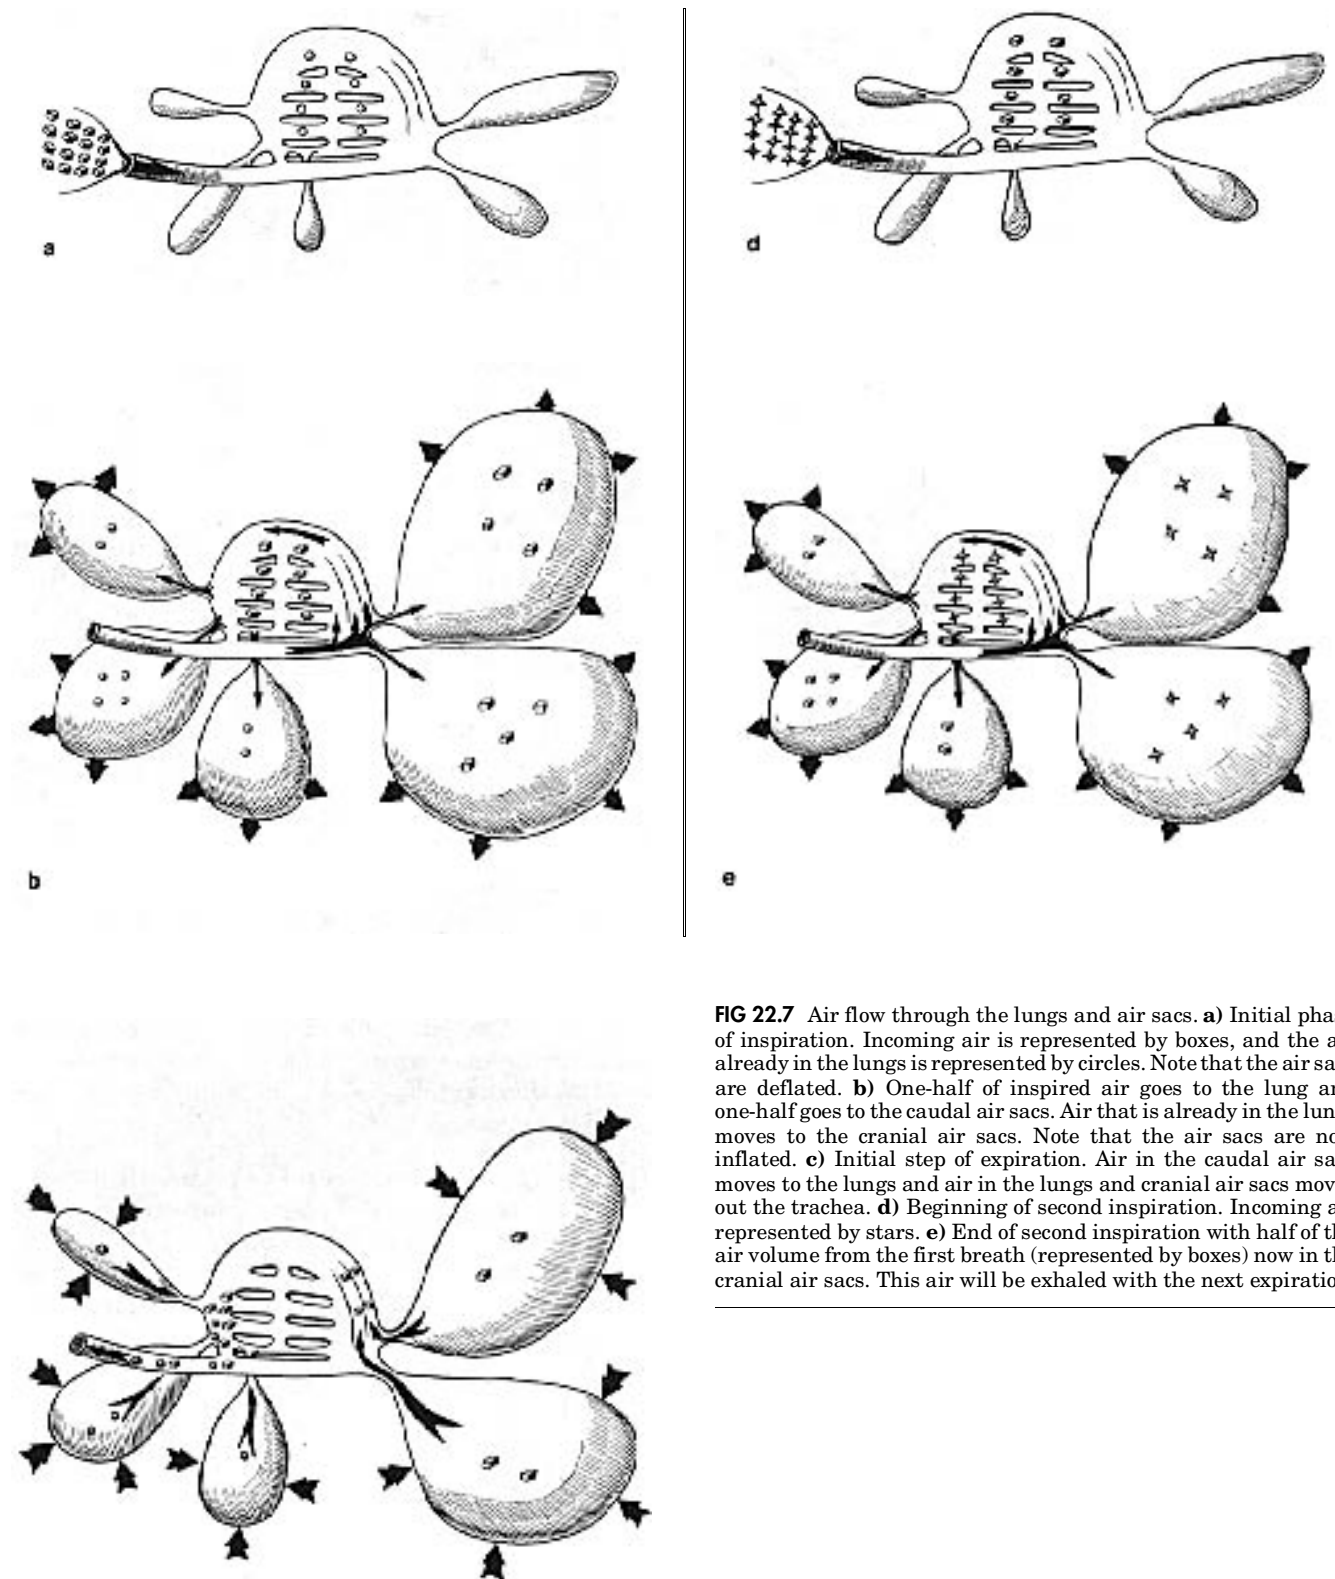 a
d
b
e
FIG 22.7 Air flow through the lungs and air sacs. a) Initial phas
of inspiration. Incoming air is represented by boxes, and the a
already in the lungs is represented by circles. Note that the air sa
are deflated. b) One-half of inspired air goes to the lung an
one-half goes to the caudal air sacs. Air that is already in the lun
moves to the cranial air sacs. Note that the air sacs are no
inflated. c) Initial step of expiration. Air in the caudal air sa
moves to the lungs and air in the lungs and cranial air sacs mov
out the trachea. d) Beginning of second inspiration. Incoming a
represented by stars. e) End of second inspiration with half of th
air volume from the first breath (represented by boxes) now in th
cranial air sacs. This air will be exhaled with the next expiratio